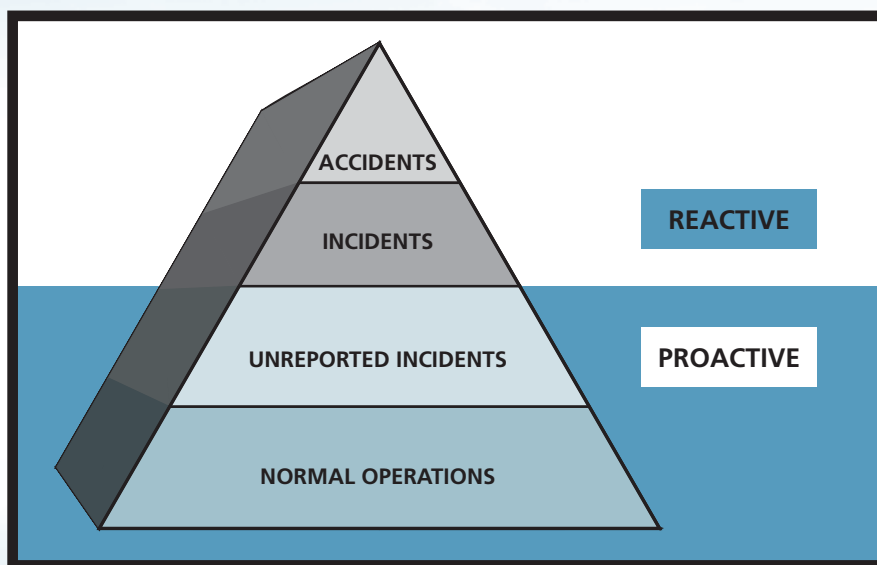 ACCIDENTS
INCIDENTS
REACTIVE
UNREPORTED INCIDENTS
PROACTIVE
NORMAL OPERATIONS